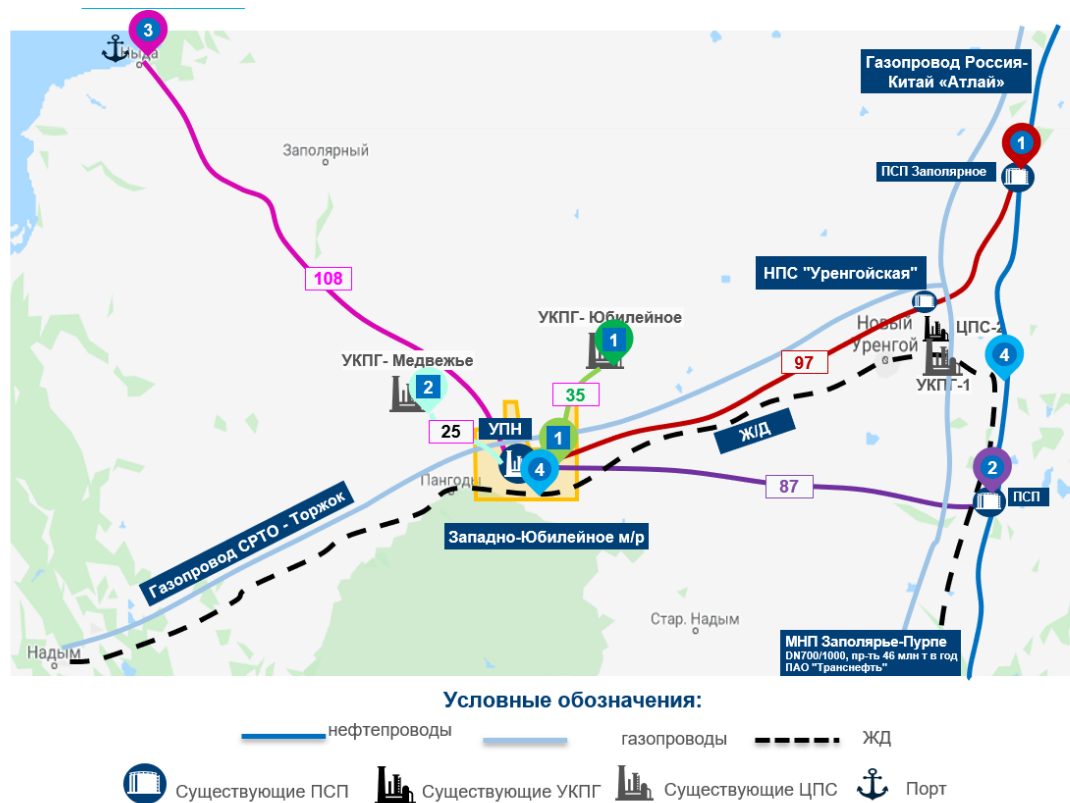 3
Ныда
Газопровод Россия-
Китай «Атлай»
1
Заполярный
ПСП Заполярное
108
НПС "Уренгойская"
УКПГ- Юбилейное
1
Новый
Уренгой
ЦПС-2
УКПГ-1
4
УКПГ- Медвежье
2
97
35
25
УПН
1
Ж/Д
4
2
Пангоды
87
ПСП
Западно-Юбилейное м/р
Газопровод СРТО - Торжок
Стар. Надым
Надым
МНП Заполярье-Пурпе
DN700/1000, пр-ть 46 млн т в год
ПАО "Транснефть"
Условные обозначения:
нефтепроводы
газопроводы
ЖД
Существующие ПСП
Существующие УКПГ
Существующие ЦПС
Порт